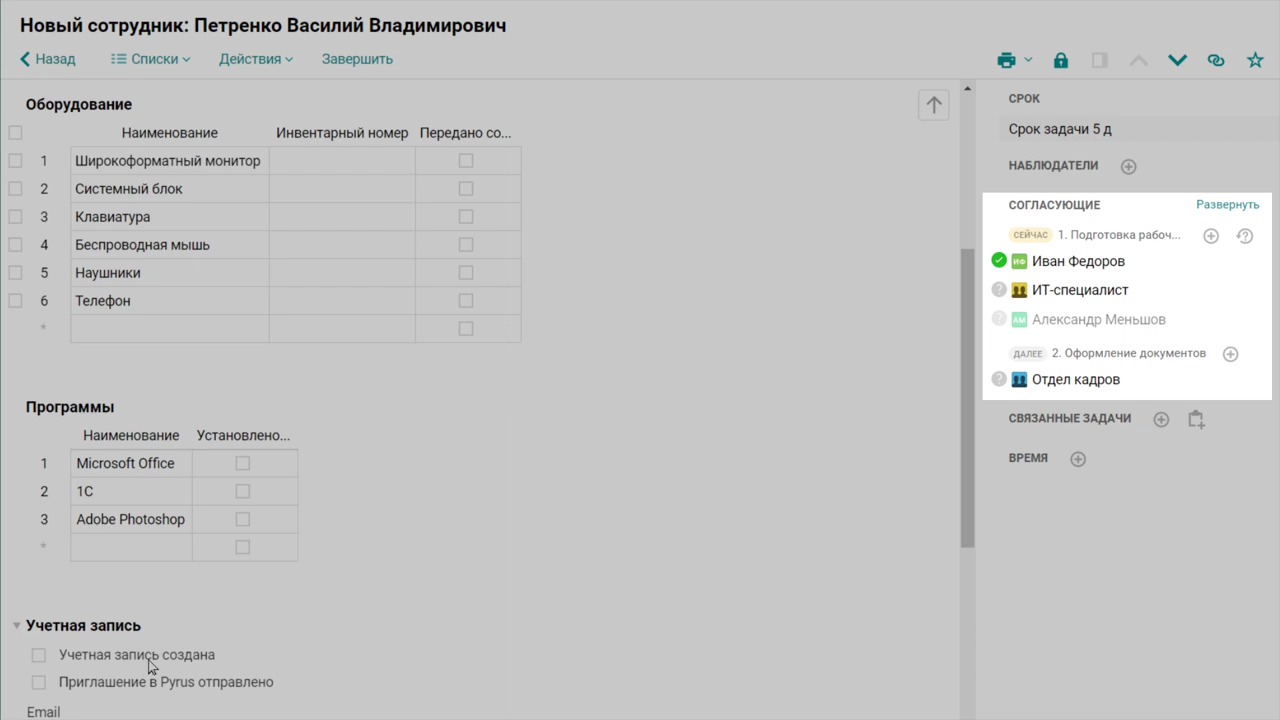 Новый сотрудник: Петренко Василий Владимирович
Назад Списки Действия Завершить
Оборудование
Наименование Инвентарный номер Передано со...
1 Широкоформатный монитор
2 Системный блок
3 Клавиатура
4 Беспроводная мышь
5 Наушники
6 Телефон
*
Программы
Наименование Установлено...
1 Microsoft Office
2 1С
3 Adobe Photoshop
*
Учетная запись
Учетная запись создана
Приглашение в Pyrus отправлено
Email
СРОК
Срок задачи 5 д
НАБЛЮДАТЕЛИ
СОГЛАСУЮЩИЕ Развернуть
СЕЙЧАС 1. Подготовка рабоч...
ИФ Иван Федоров
ИТ-специалист
АМ Александр Меньшов
ДАЛЕЕ 2. Оформление документов
Отдел кадров
СВЯЗАННЫЕ ЗАДАЧИ
ВРЕМЯ